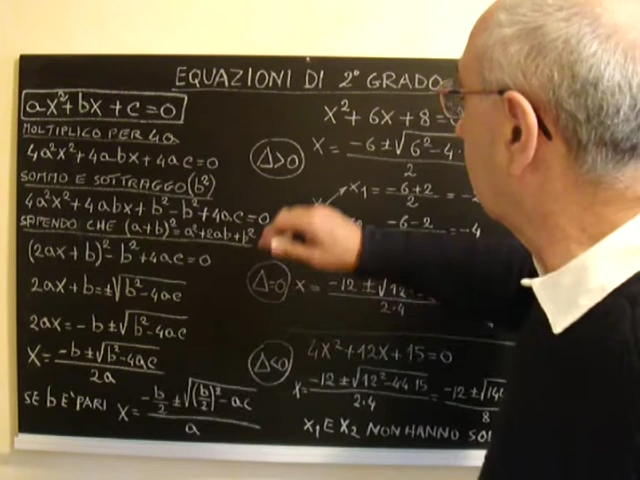 EQUAZIONI DI 2° GRADO
ax²+bx+c=0
MOLTIPLICO PER 4a
4a²x²+4abx+4ac=0
SOMMO E SOTTRAGGO (b²)
4a²x²+4abx+b²-b²+4ac=0
SAPENDO CHE (a+b)²=a²+2ab+b²
(2ax+b)²-b²+4ac=0
2ax+b=±√b²-4ac
2ax=-b±√b²-4ac
x=-b±√b²-4ac/2a
SE b E' PARI x=-b/2±√(b/2)²-ac/a
x²+6x+8=
Δ>0
x=-6±√6²-4·/2
x₁=-6+2/2=-
-6-2/=-4
Δ=0
x=-12±√12/2·4
Δ<0
4x²+12x+15=0
x=-12±√12²-4·4·15/2·4=-12±√14/8
x₁ E x₂ NON HANNO